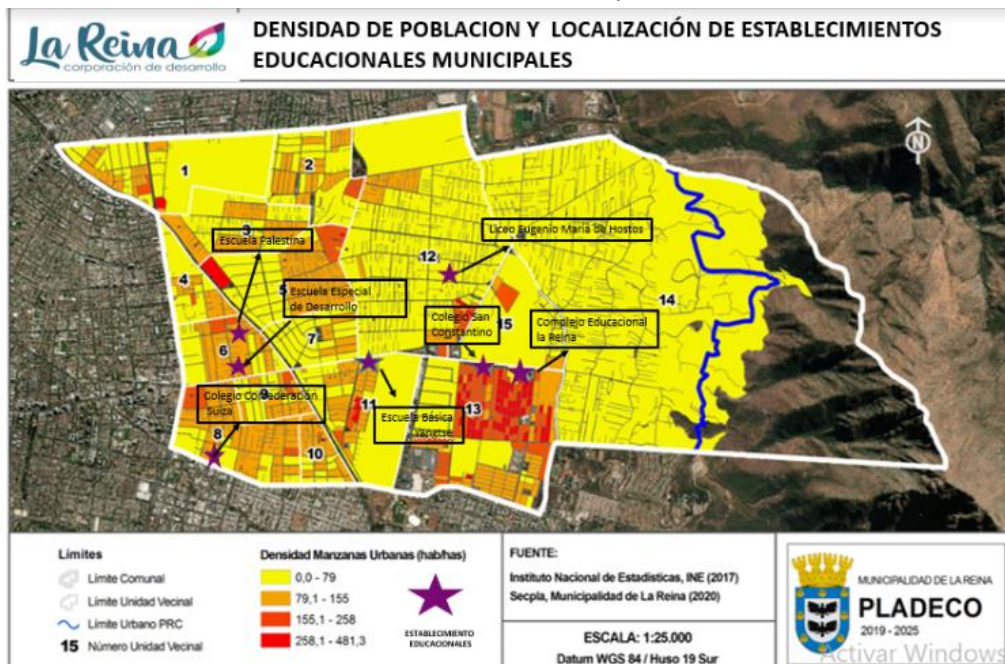 La Reina
corporación de desarrollo
DENSIDAD DE POBLACION Y LOCALIZACIÓN DE ESTABLECIMIENTOS
EDUCACIONALES MUNICIPALES
N
1
2
3
Escuela Palestina
Liceo Eugenio María de Hostos
12
4
5
Escuela Especial
de Desarrollo
14
15
Colegio San
Constantino
Complejo Educacional
la Reina
6
7
Colegio Confederacion
Suiza
9
11
Escuela Básica
Yangtsé
13
8
10
Límites
Límite Comunal
Límite Unidad Vecinal
Límite Urbano PRC
15 Número Unidad Vecinal
Densidad Manzanas Urbanas (hab/has)
0,0 - 79
79,1 - 155
155,1 - 258
258,1 - 481,3
ESTABLECIMIENTO
EDUCACIONALES
FUENTE:
Instituto Nacional de Estadísticas, INE (2017)
Secpla, Municipalidad de La Reina (2020)
ESCALA: 1:25.000
Datum WGS 84 / Huso 19 Sur
MUNICIPALIDAD DE LA REINA
PLADECO
2019 - 2025
Activar Windows